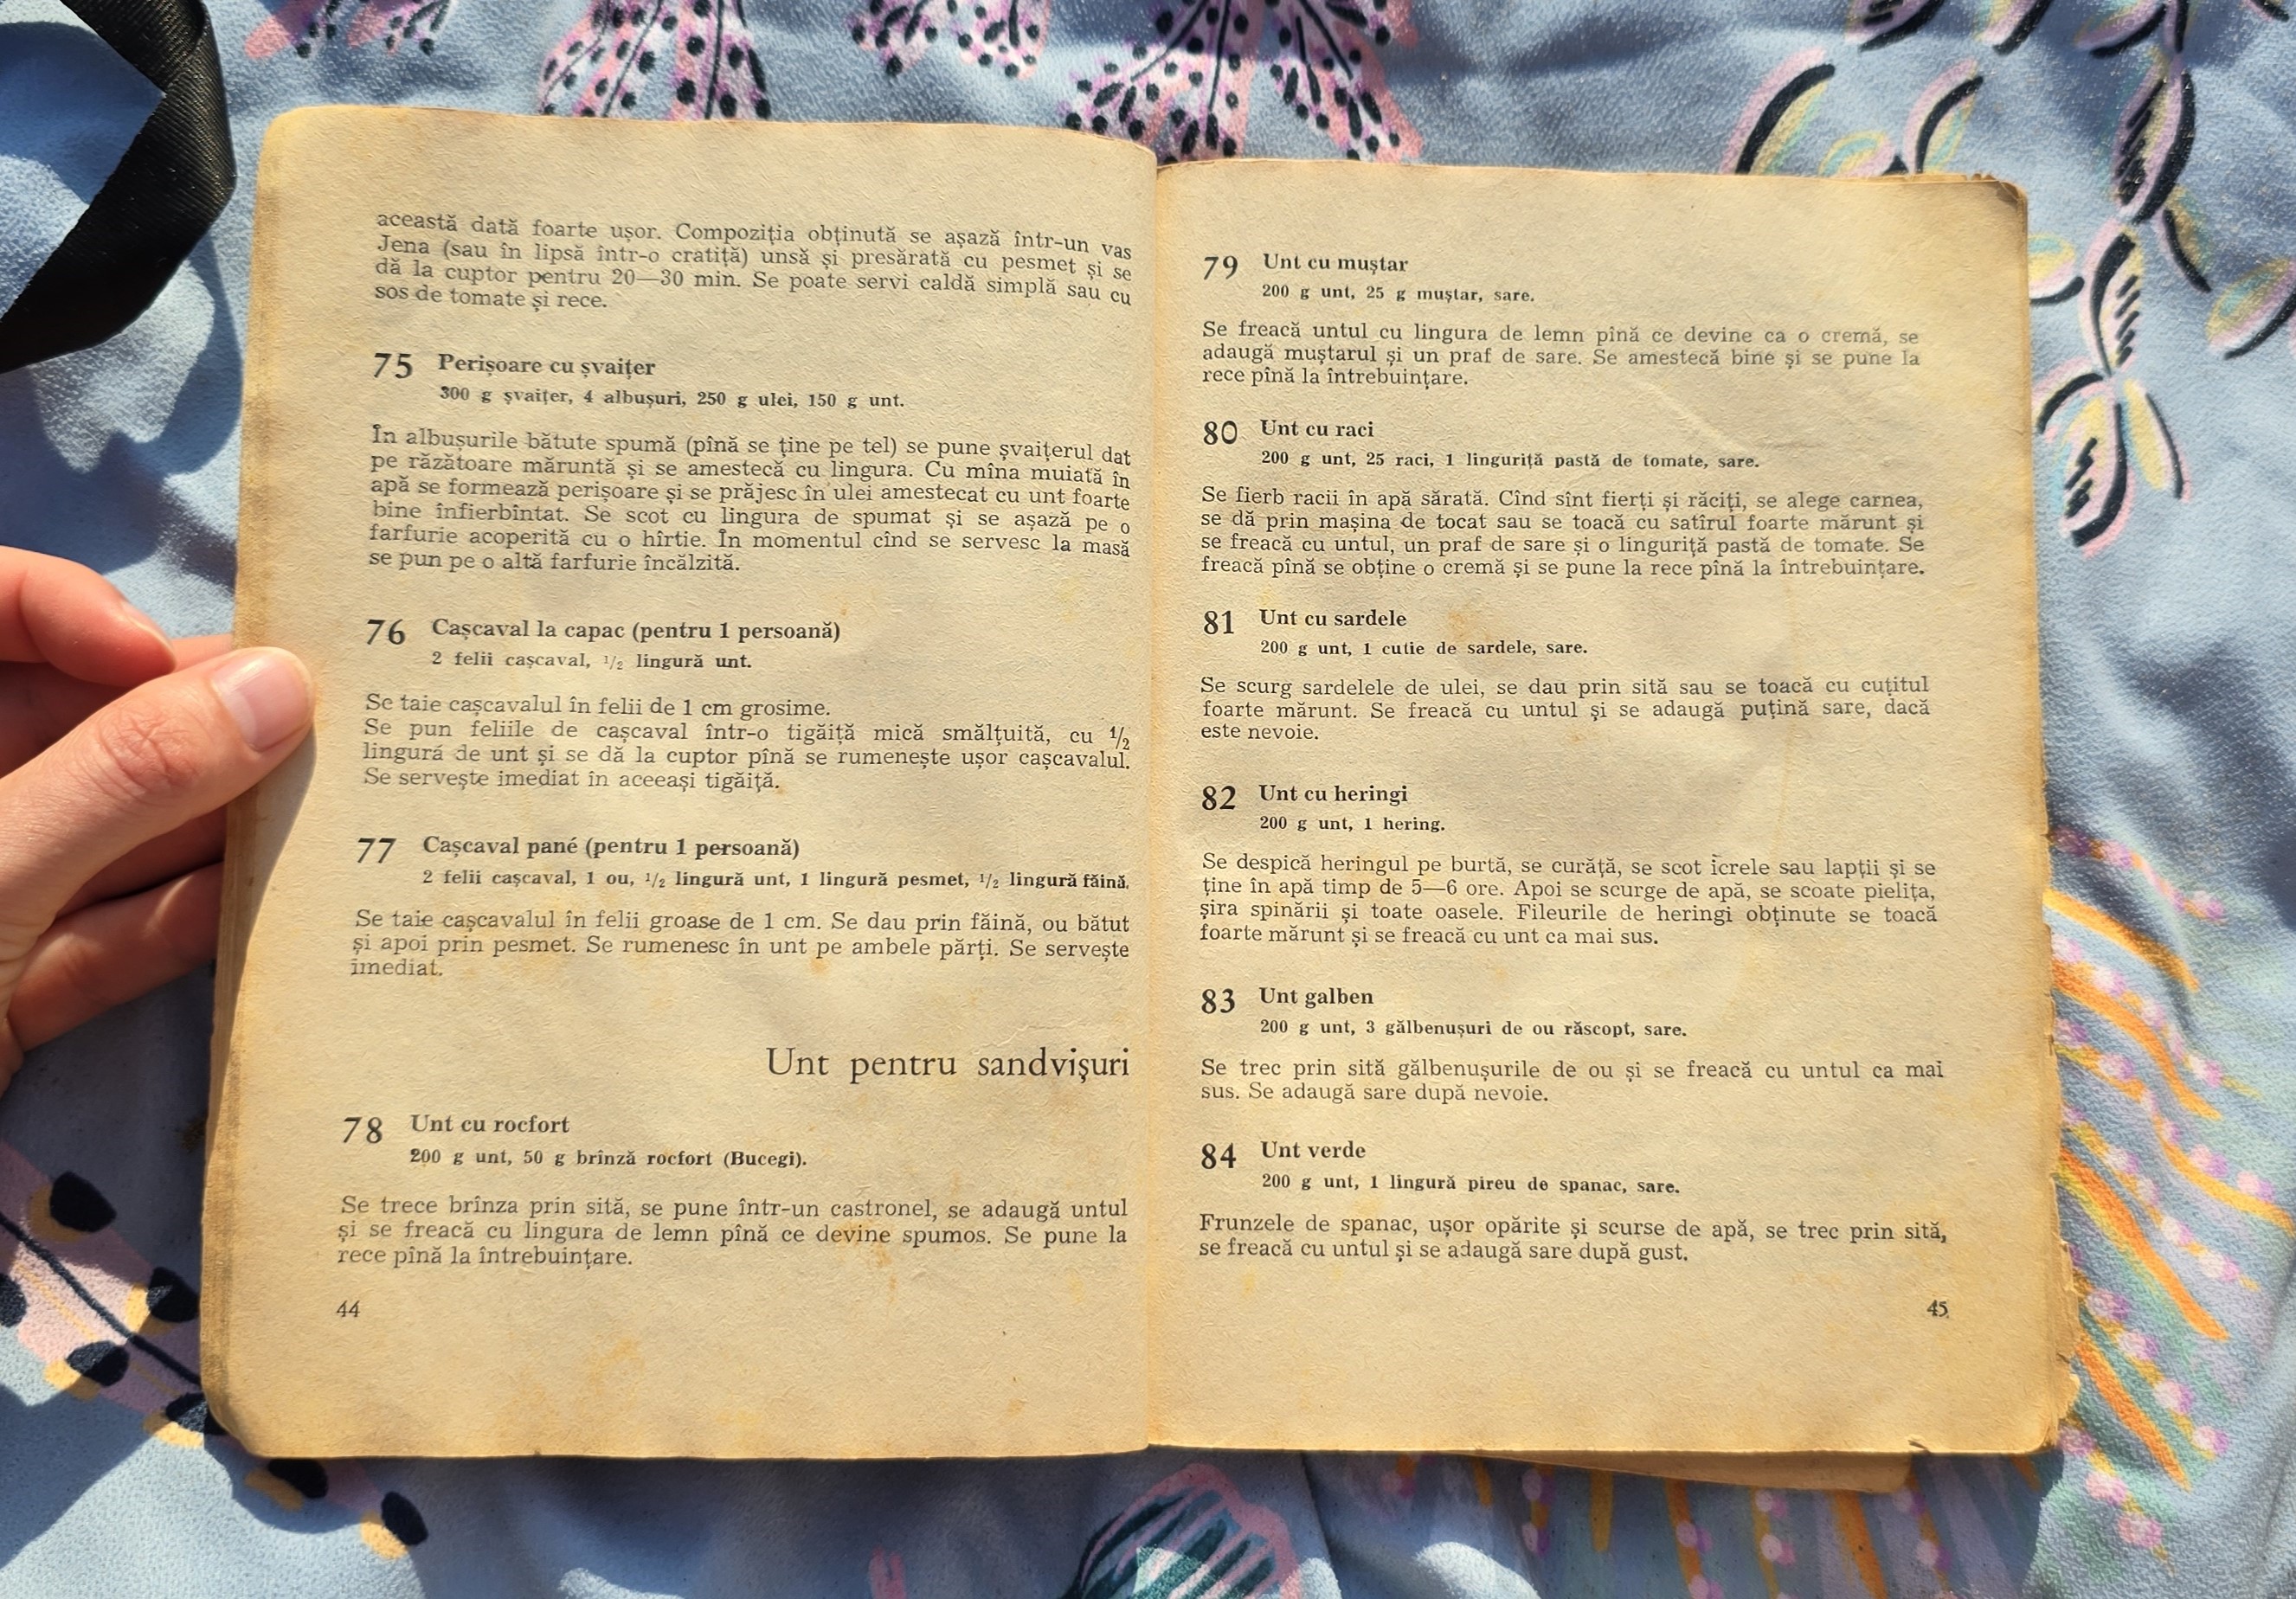 această dată foarte ușor. Compoziția obținută se așază într-un vas
Jena (sau în lipsă într-o cratiță) unsă și presărată cu pesmet și se
dă la cuptor pentru 20—30 min. Se poate servi caldă simplă sau cu
sos de tomate și rece.
75 Perișoare cu șvaițer
300 g șvaițer, 4 albușuri, 250 g ulei, 150 g unt.
În albușurile bătute spumă (pînă se ține pe tel) se pune șvaițerul dat
pe răzătoare măruntă și se amestecă cu lingura. Cu mîna muiată în
apă se formează perișoare și se prăjesc în ulei amestecat cu unt foarte
bine înfierbîntat. Se scot cu lingura de spumat și se așază pe o
farfurie acoperită cu o hîrtie. În momentul cînd se servesc la masă
se pun pe o altă farfurie încălzită.
76 Cașcaval la capac (pentru 1 persoană)
2 felii cașcaval, 1/2 lingură unt.
Se taie cașcavalul în felii de 1 cm grosime.
Se pun feliile de cașcaval într-o tigăiță mică smălțuită, cu 1/2
lingură de unt și se dă la cuptor pînă se rumenește ușor cașcavalul.
Se servește imediat în aceeași tigăiță.
77 Cașcaval pané (pentru 1 persoană)
2 felii cașcaval, 1 ou, 1/2 lingură unt, 1 lingură pesmet, 1/2 lingură făină.
Se taie cașcavalul în felii groase de 1 cm. Se dau prin făină, ou bătut
și apoi prin pesmet. Se rumenesc în unt pe ambele părți. Se servește
imediat.
Unt pentru sandvișuri
78 Unt cu rocfort
200 g unt, 50 g brînză rocfort (Bucegi).
Se trece brînza prin sită, se pune într-un castronel, se adaugă untul
și se freacă cu lingura de lemn pînă ce devine spumos. Se pune la
rece pînă la întrebuințare.
44
79 Unt cu muștar
200 g unt, 25 g muștar, sare.
Se freacă untul cu lingura de lemn pînă ce devine ca o cremă, se
adaugă muștarul și un praf de sare. Se amestecă bine și se pune la
rece pînă la întrebuințare.
80 Unt cu raci
200 g unt, 25 raci, 1 linguriță pastă de tomate, sare.
Se fierb racii în apă sărată. Cînd sînt fierți și răciți, se alege carnea,
se dă prin mașina de tocat sau se toacă cu satîrul foarte mărunt și
se freacă cu untul, un praf de sare și o linguriță pastă de tomate. Se
freacă pînă se obține o cremă și se pune la rece pînă la întrebuințare.
81 Unt cu sardele
200 g unt, 1 cutie de sardele, sare.
Se scurg sardelele de ulei, se dau prin sită sau se toacă cu cuțitul
foarte mărunt. Se freacă cu untul și se adaugă puțină sare, dacă
este nevoie.
82 Unt cu heringi
200 g unt, 1 hering.
Se despică heringul pe burtă, se curăță, se scot icrele sau lapții și se
ține în apă timp de 5—6 ore. Apoi se scurge de apă, se scoate pielița,
șira spinării și toate oasele. Fileurile de heringi obținute se toacă
foarte mărunt și se freacă cu unt ca mai sus.
83 Unt galben
200 g unt, 3 gălbenușuri de ou răscopt, sare.
Se trec prin sită gălbenușurile de ou și se freacă cu untul ca mai
sus. Se adaugă sare după nevoie.
84 Unt verde
200 g unt, 1 lingură pireu de spanac, sare.
Frunzele de spanac, ușor opărite și scurse de apă, se trec prin sită,
se freacă cu untul și se adaugă sare după gust.
45